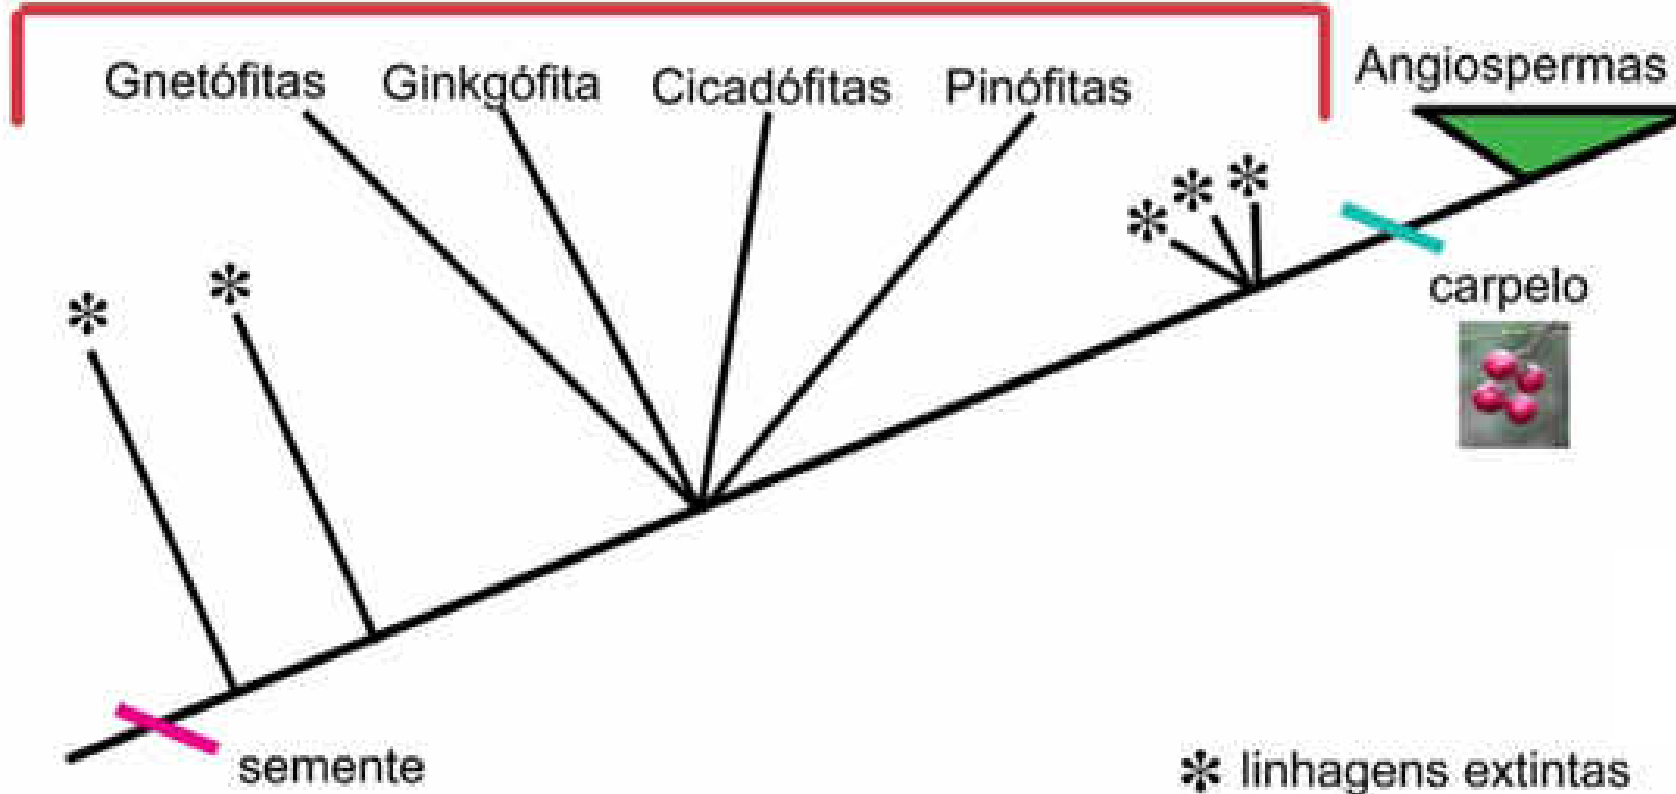 Gnetófitas Ginkgófita Cicadófitas Pinófitas Angiospermas
* * *
* *
carpelo
semente
* linhagens extintas